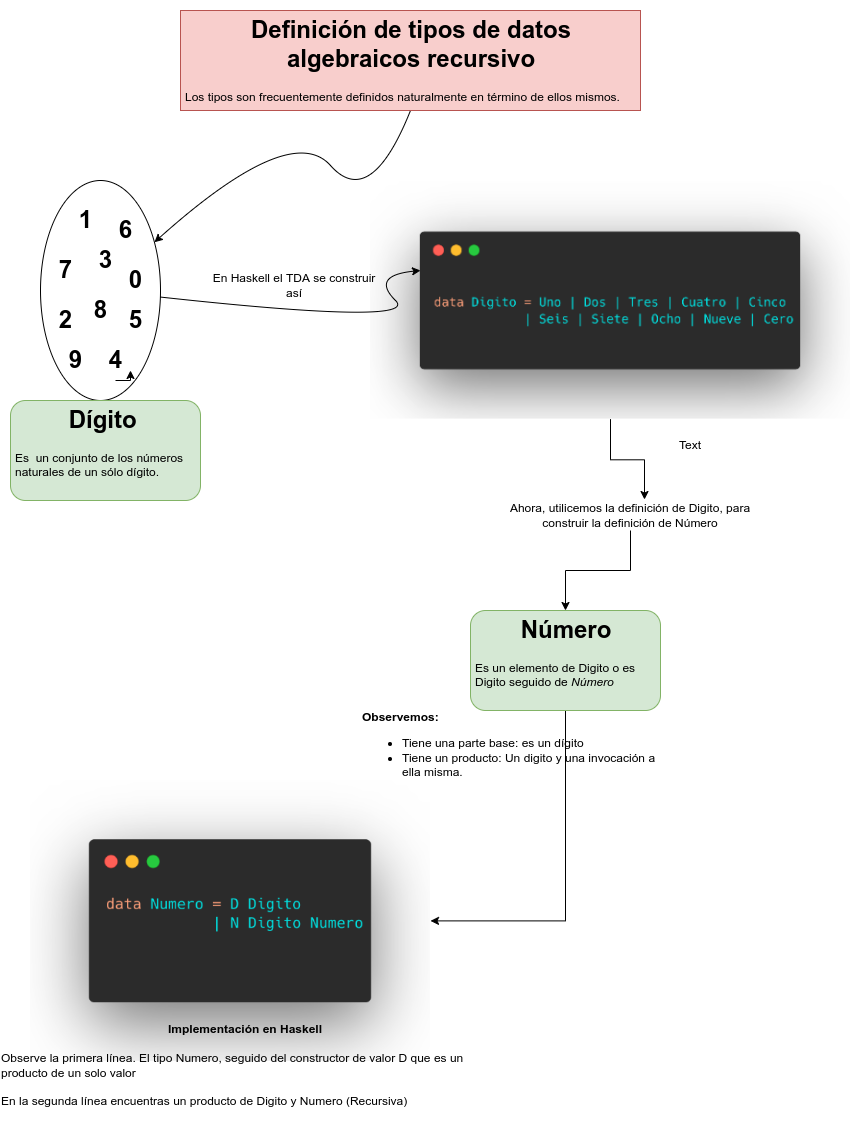 Definición de tipos de datos
algebraicos recursivo
Los tipos son frecuentemente definidos naturalmente en término de ellos mismos.
1
6
7
3
0
2
8
5
9
4
En Haskell el TDA se construir
así
data Digito = Uno | Dos | Tres | Cuatro | Cinco
| Seis | Siete | Ocho | Nueve | Cero
Dígito
Es un conjunto de los números
naturales de un sólo dígito.
Text
Ahora, utilicemos la definición de Digito, para
construir la definición de Número
Número
Es un elemento de Digito o es
Digito seguido de Número
Observemos:
Tiene una parte base: es un dígito
Tiene un producto: Un digito y una invocación a
ella misma.
data Numero = D Digito
| N Digito Numero
Implementación en Haskell
Observe la primera línea. El tipo Numero, seguido del constructor de valor D que es un
producto de un solo valor
En la segunda línea encuentras un producto de Digito y Numero (Recursiva)